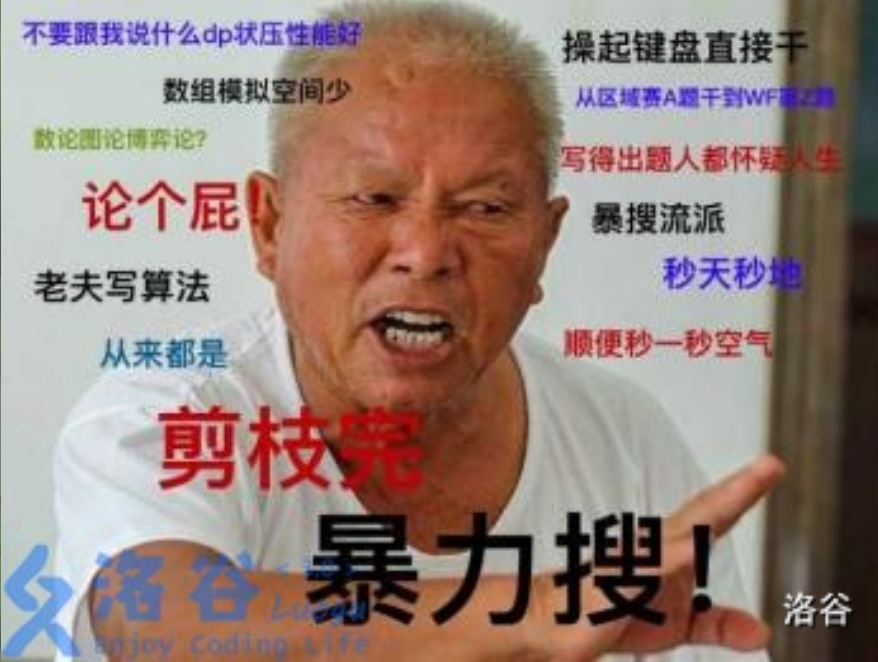 不要跟我说什么dp状压性能好
数组模拟空间少
数论图论博弈论?
论个屁!
老夫写算法
从来都是
剪枝完
暴力搜!
操起键盘直接干
从区域赛A题干到WF第Z题
写得出题人都怀疑人生
暴搜流派
秒天秒地
顺便秒一秒空气
洛谷
Luogu
Enjoy Coding Life
洛谷